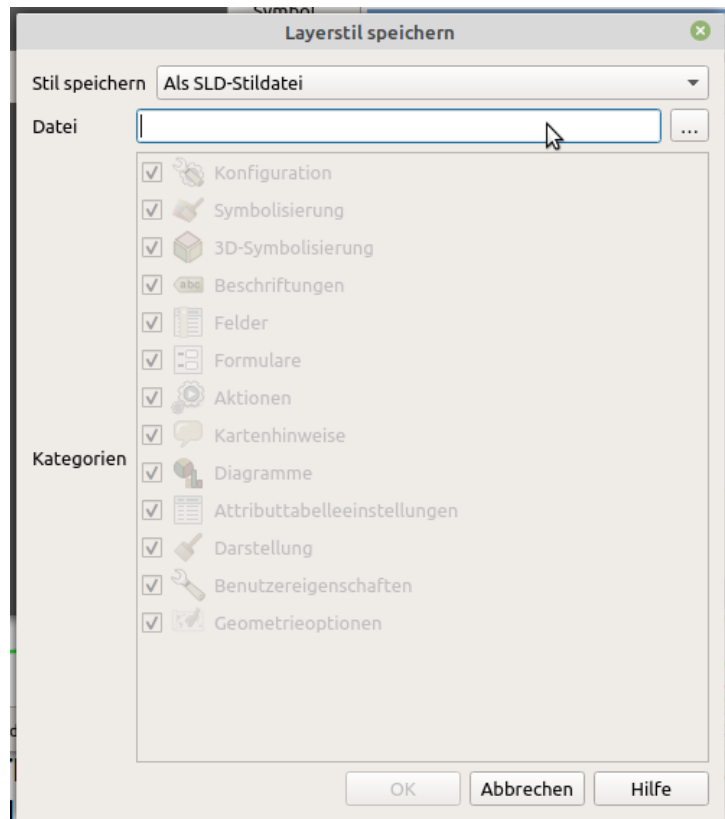 Symbol
Layerstil speichern
Stil speichern Als SLD-Stildatei
Datei ...
Konfiguration
Symbolisierung
3D-Symbolisierung
abc Beschriftungen
Felder
Formulare
Aktionen
Kartenhinweise
Kategorien
Diagramme
Attributtabelleeinstellungen
Darstellung
Benutzereigenschaften
Geometrieoptionen
OK Abbrechen Hilfe